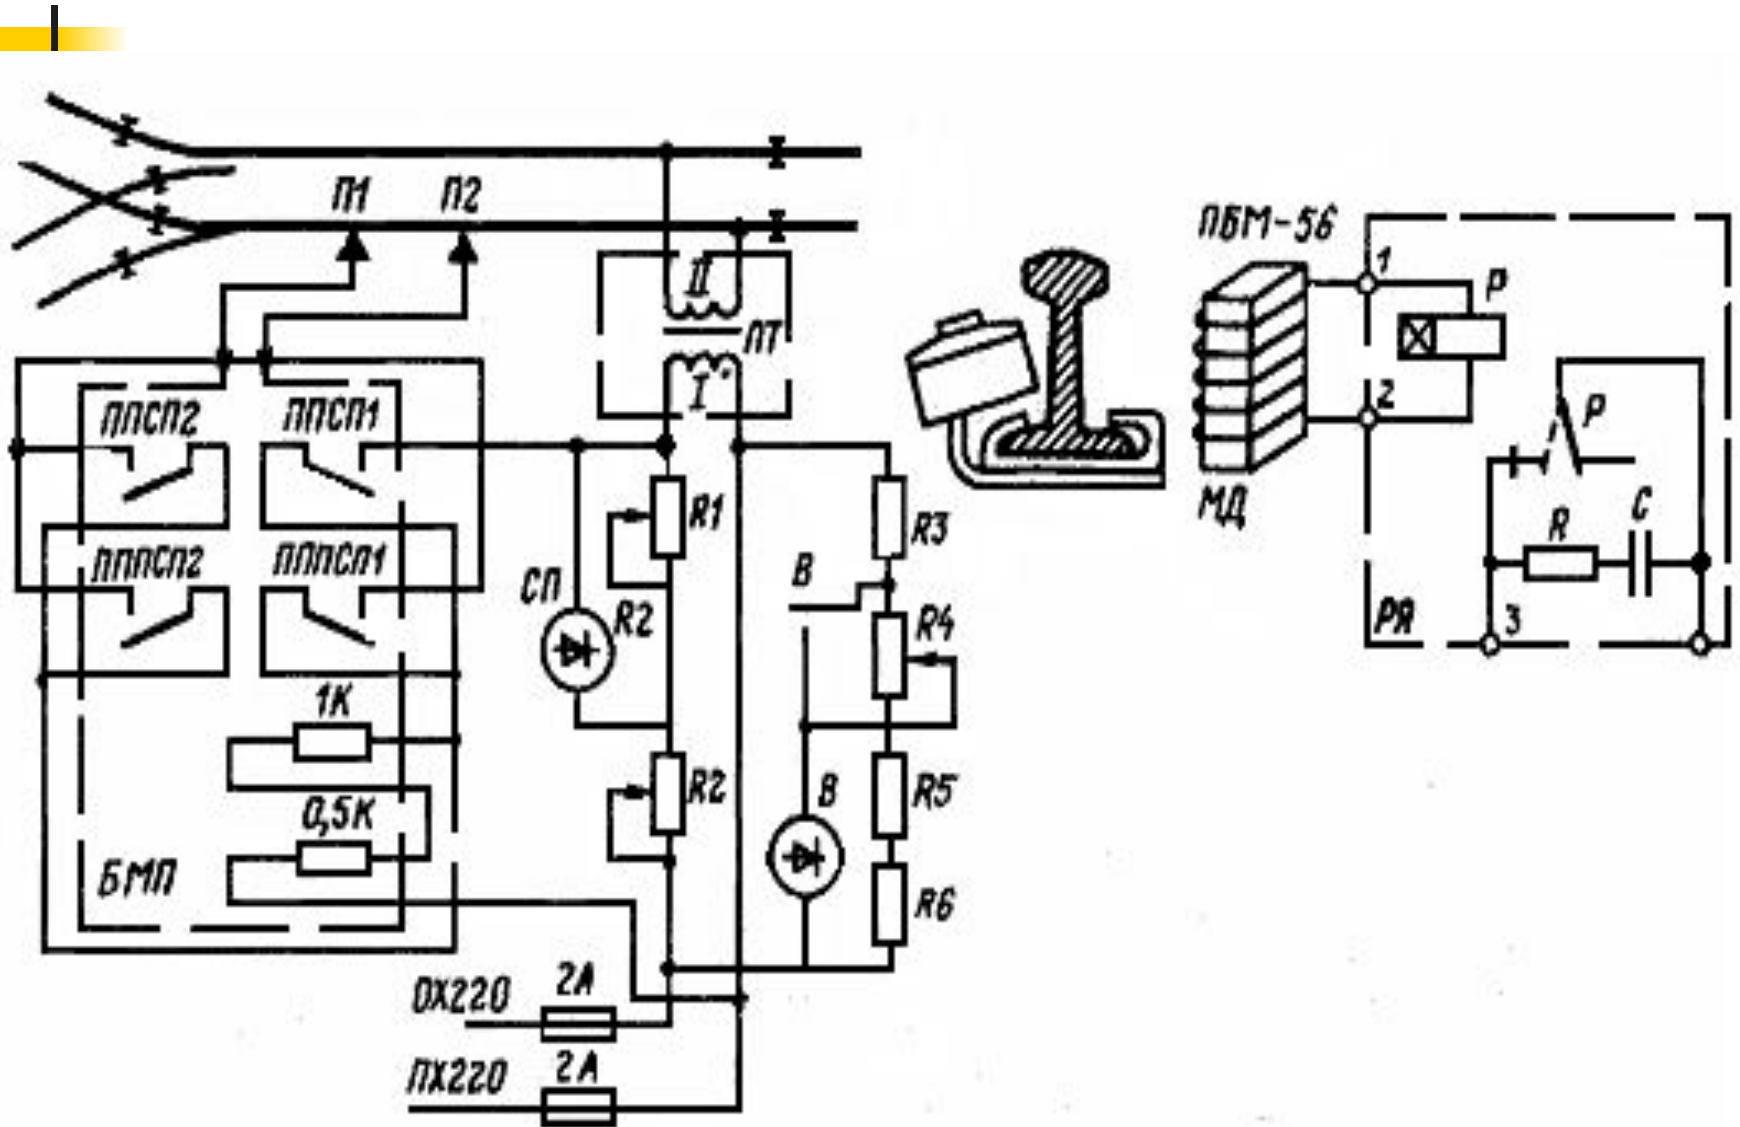 П1 П2
II
ПТ
I
ППСП2 ППСП1
R1
R3
ПППСП2 ПППСП1
СП
R2
В
R4
1К
R2
В
R5
0,5К
БМП
R6
ОХ220
2А
ПХ220
2А
ПБМ-56
1
Р
2
Р
МД
R
С
РЯ
3